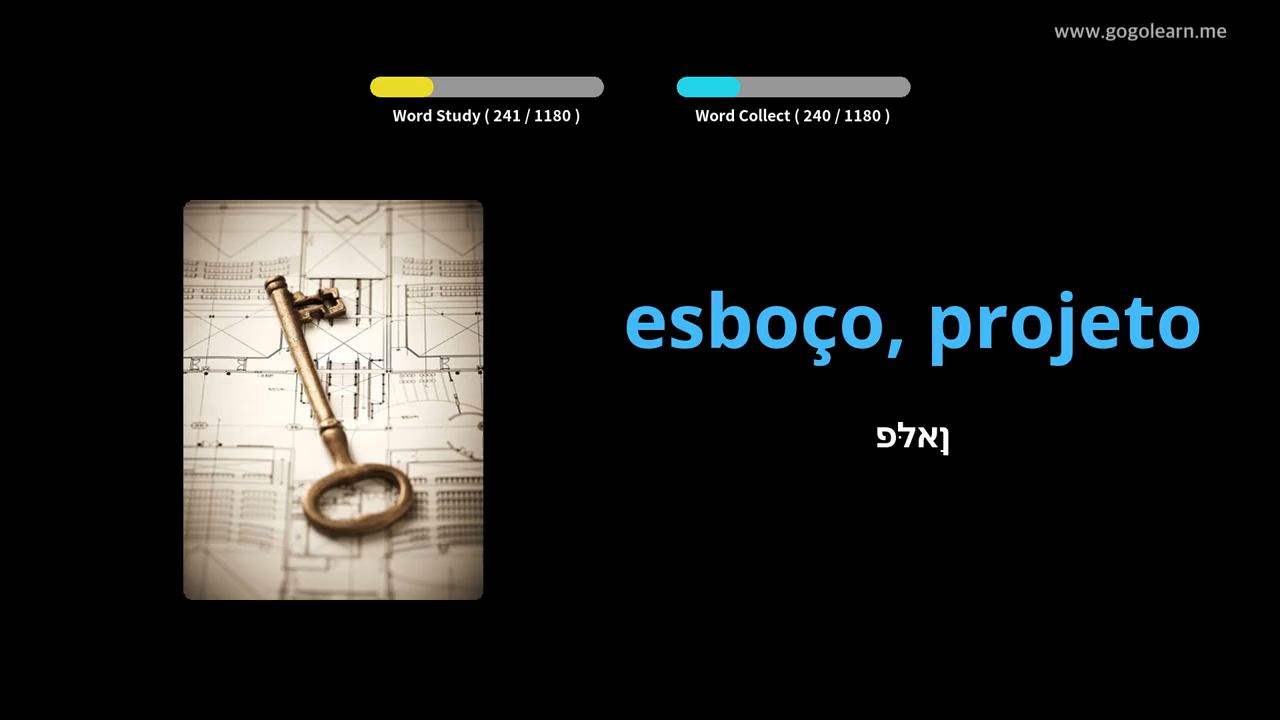 www.gogolearn.me
Word Study ( 241 / 1180 )
Word Collect ( 240 / 1180 )
esboço, projeto
ןַאלּפ